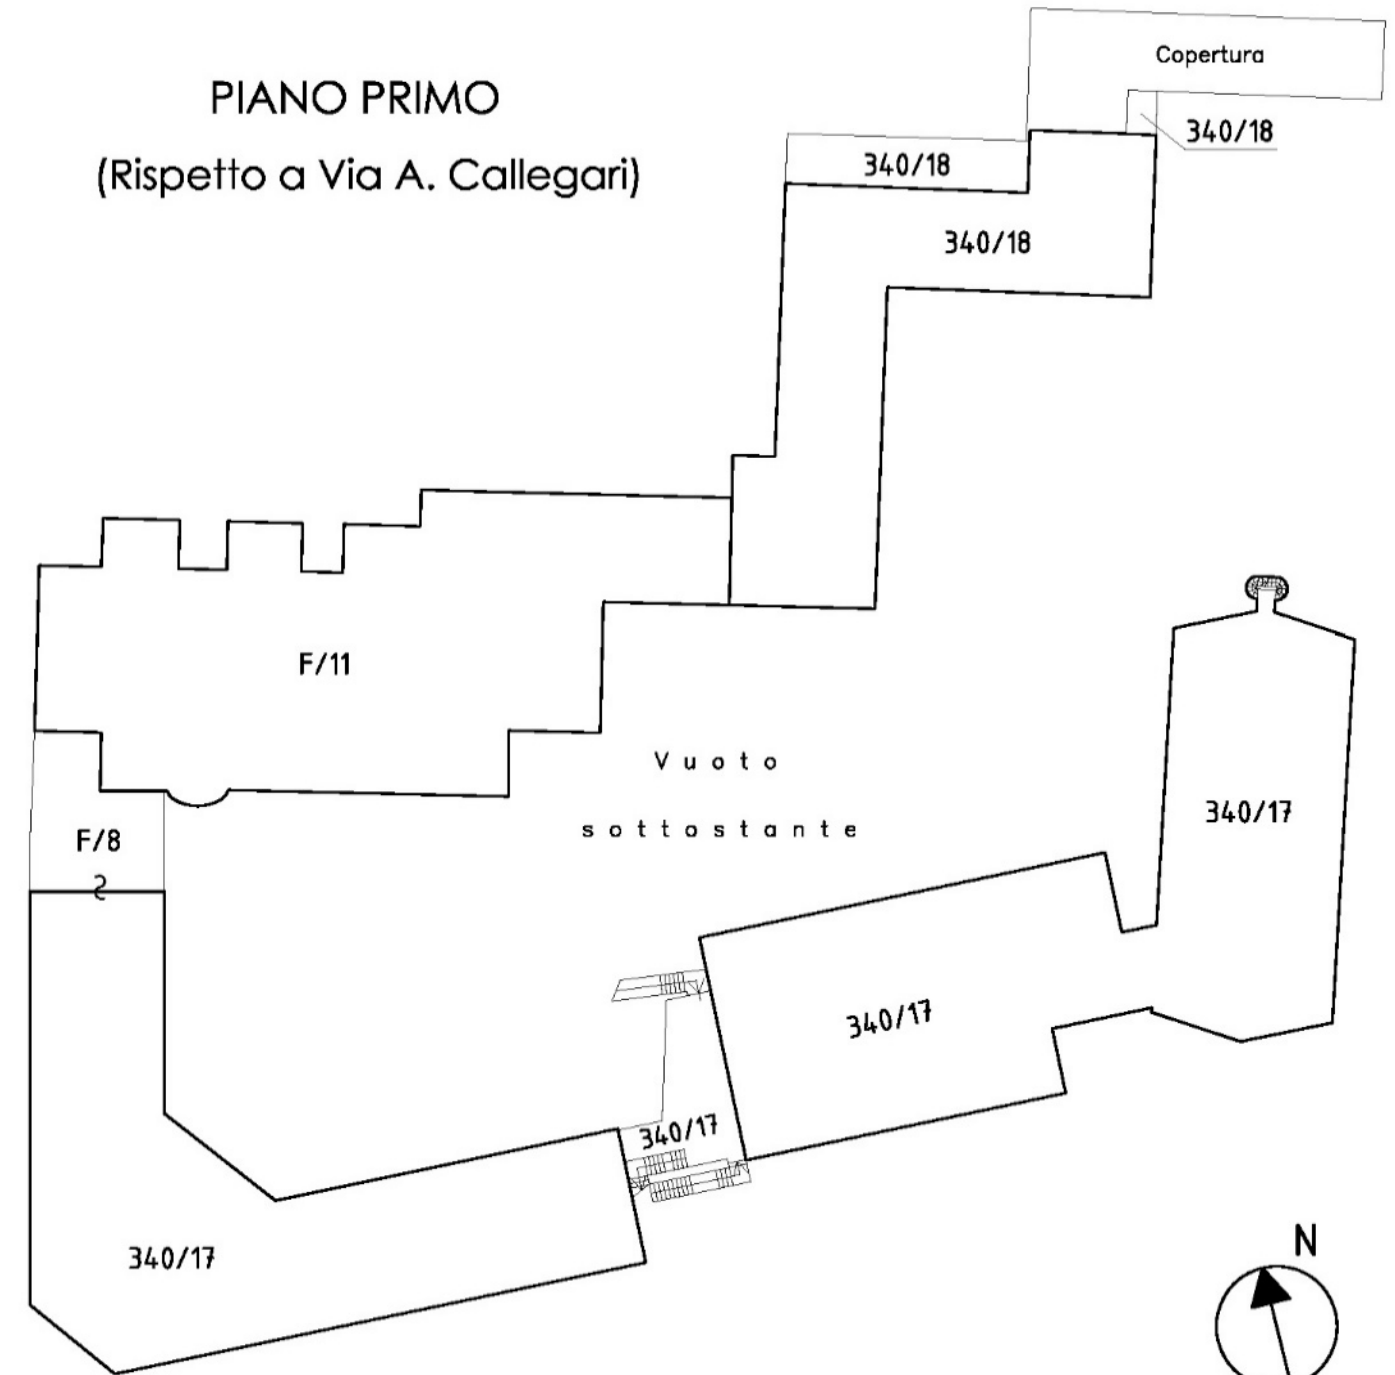 PIANO PRIMO
(Rispetto a Via A. Callegari)
Copertura
340/18
340/18
340/18
F/11
Vuoto
sottostante
F/8
340/17
340/17
340/17
340/17
N